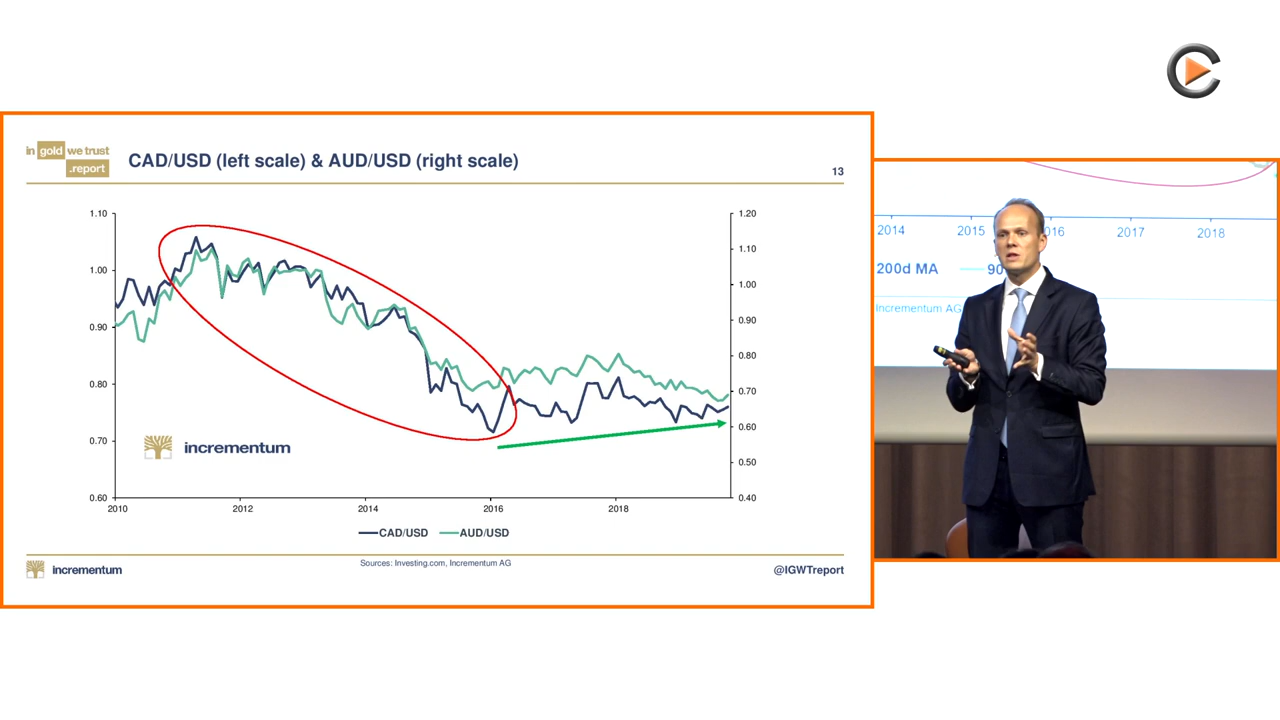 in gold we trust
.report
CAD/USD (left scale) & AUD/USD (right scale)
13
1.10
1.00
0.90
0.80
0.70
0.60
1.20
1.10
1.00
0.90
0.80
0.70
0.60
0.50
0.40
incrementum
2010
2012
2014
2016
2018
CAD/USD
AUD/USD
Sources: Investing.com, Incrementum AG
incrementum
@IGWTreport
2014
2015
2016
2017
2018
200d MA
90
Incrementum AG